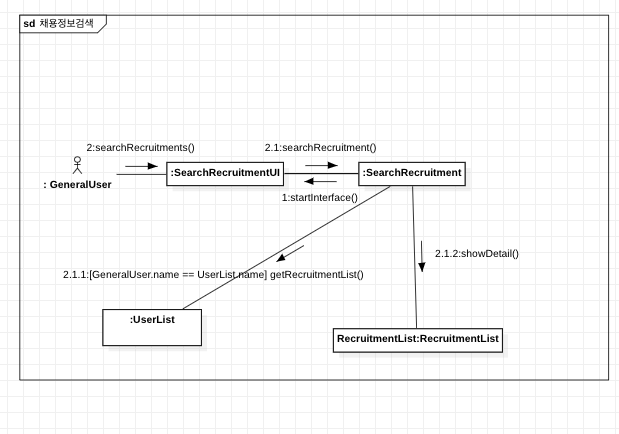 sd 채용정보검색
2:searchRecruitments()
2.1:searchRecruitment()
: GeneralUser
:SearchRecruitmentUI
:SearchRecruitment
1:startInterface()
2.1.2:showDetail()
2.1.1:[GeneralUser.name == UserList.name] getRecruitmentList()
:UserList
RecruitmentList:RecruitmentList